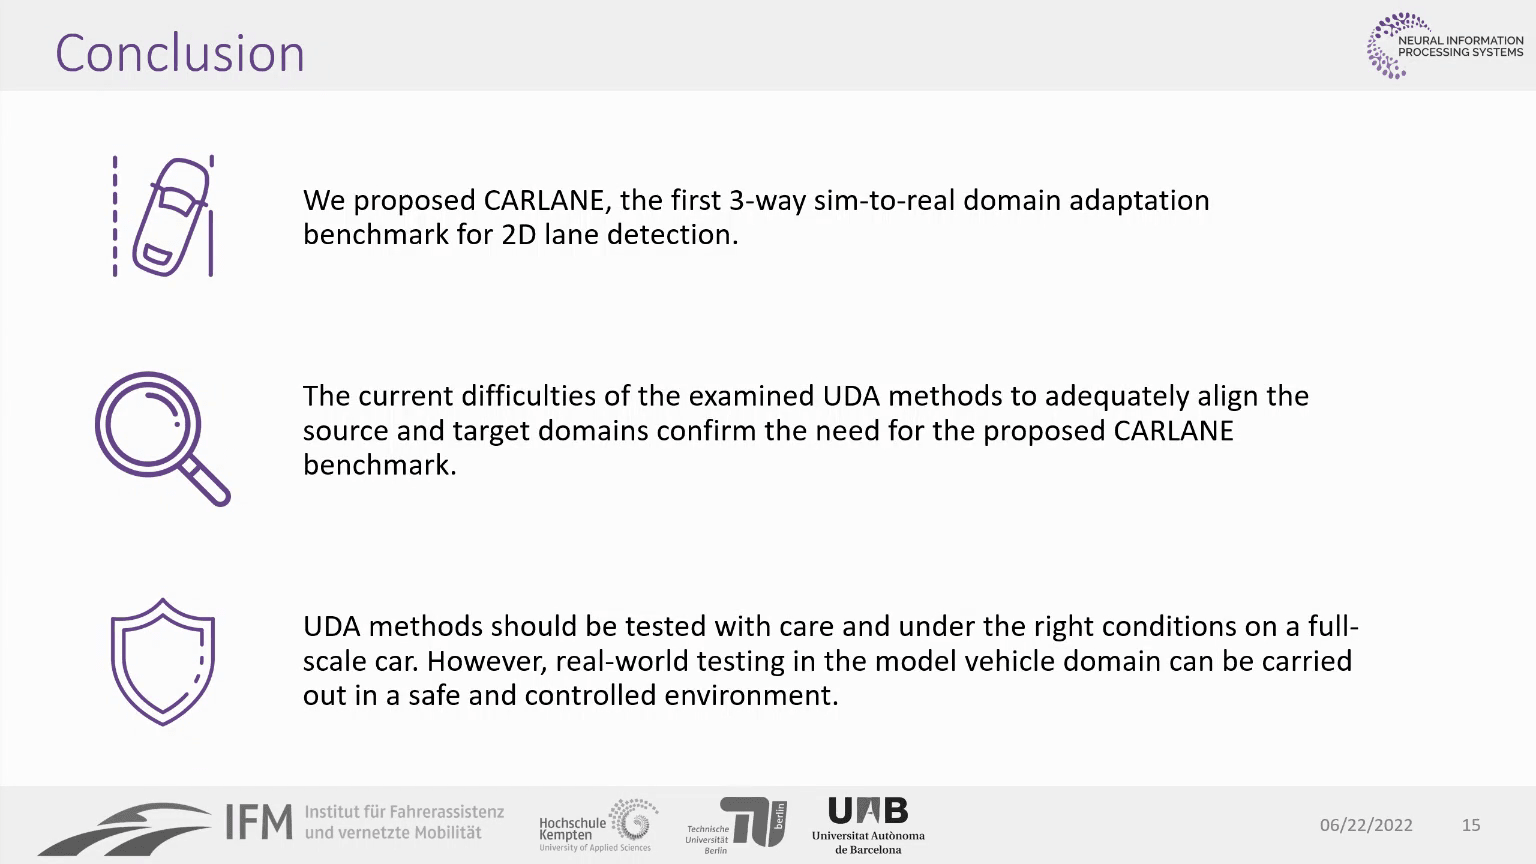 Conclusion
NEURAL INFORMATION
PROCESSING SYSTEMS
We proposed CARLANE, the first 3-way sim-to-real domain adaptation
benchmark for 2D lane detection.
The current difficulties of the examined UDA methods to adequately align the
source and target domains confirm the need for the proposed CARLANE
benchmark.
UDA methods should be tested with care and under the right conditions on a full-
scale car. However, real-world testing in the model vehicle domain can be carried
out in a safe and controlled environment.
IFM
Institut für Fahrerassistenz
und vernetzte Mobilität
Hochschule
Kempten
University of Applied Sciences
Technische
Universität
Berlin
berlin
UAB
Universitat Autònoma
de Barcelona
06/22/2022
15